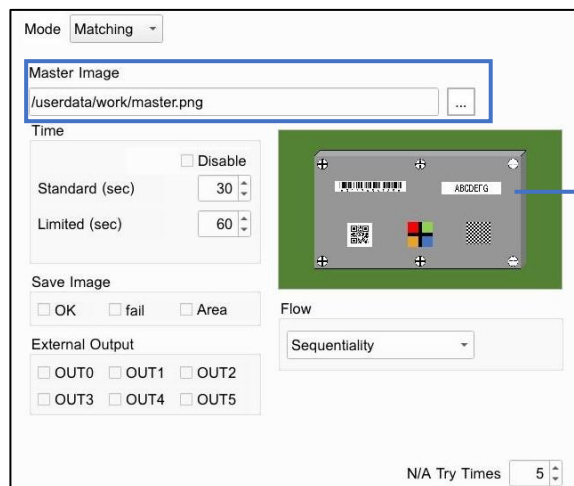 Mode Matching
Master Image
/userdata/work/master.png ...
Time
Disable
Standard (sec) 30
Limited (sec) 60
ABCDEFG
Save Image
OK fail Area
External Output
OUT0 OUT1 OUT2
OUT3 OUT4 OUT5
Flow
Sequentiality
N/A Try Times 5